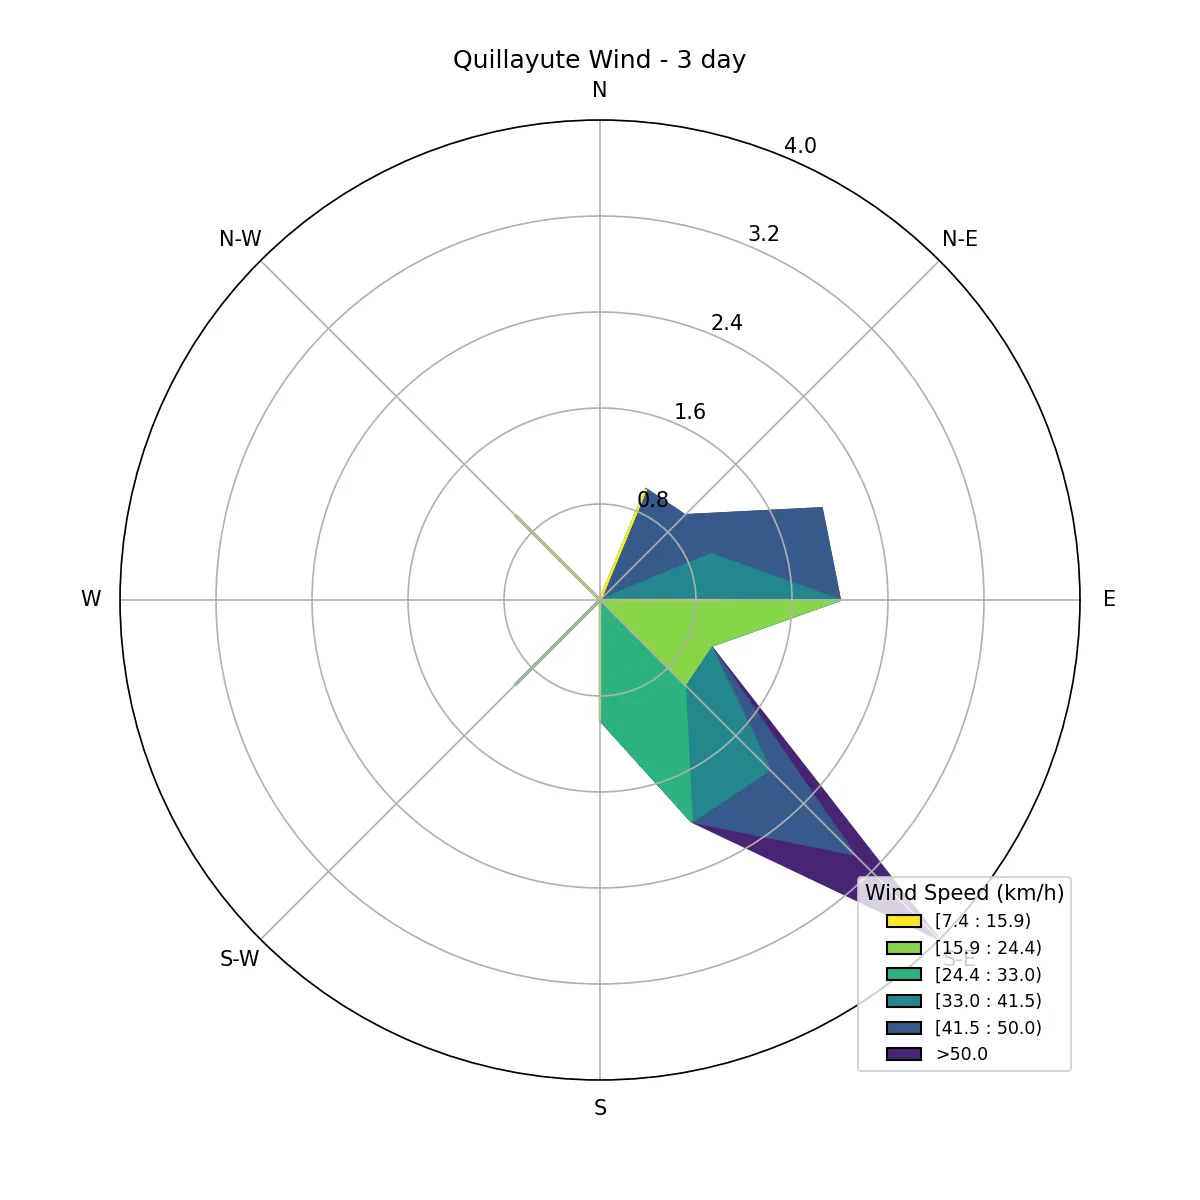 Quillayute Wind - 3 day
N
4.0
N-W
3.2
N-E
2.4
1.6
0.8
W
E
Wind Speed (km/h)
[7.4 : 15.9)
[15.9 : 24.4)
S-W
S-E
[24.4 : 33.0)
[33.0 : 41.5)
[41.5 : 50.0)
>50.0
S